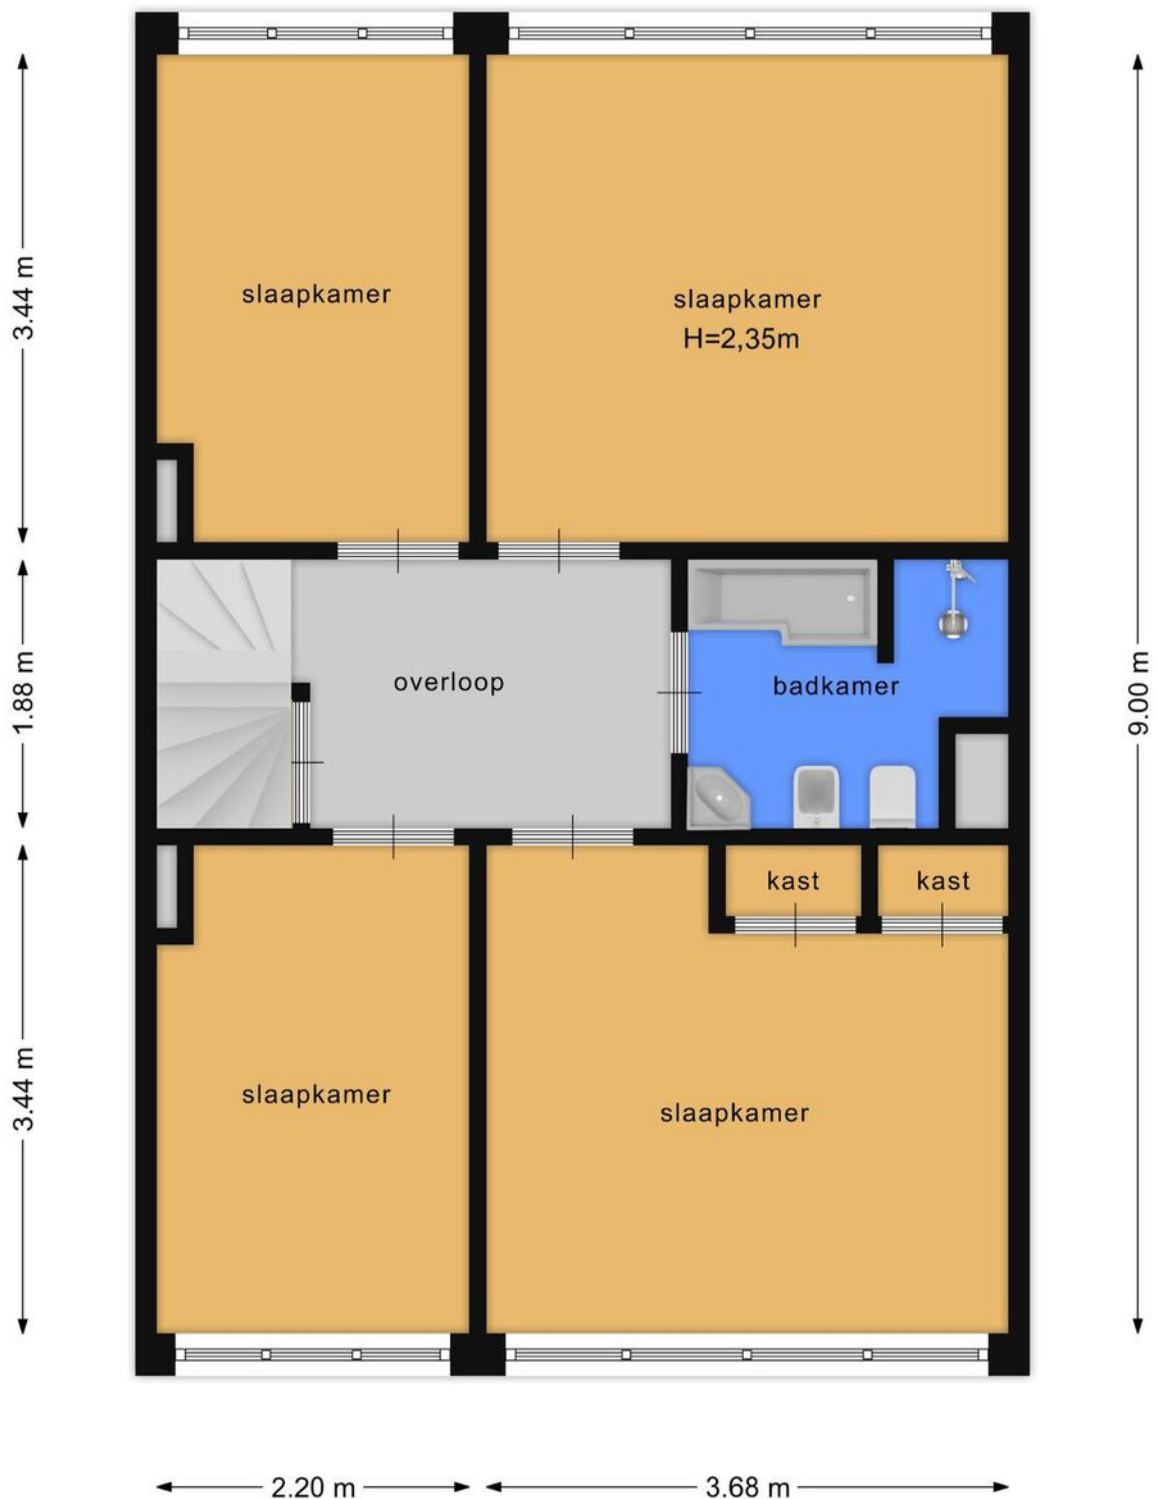 3.44 m
slaapkamer
slaapkamer
H=2,35m
1.88 m
overloop
badkamer
9.00 m
kast
kast
3.44 m
slaapkamer
slaapkamer
2.20 m
3.68 m